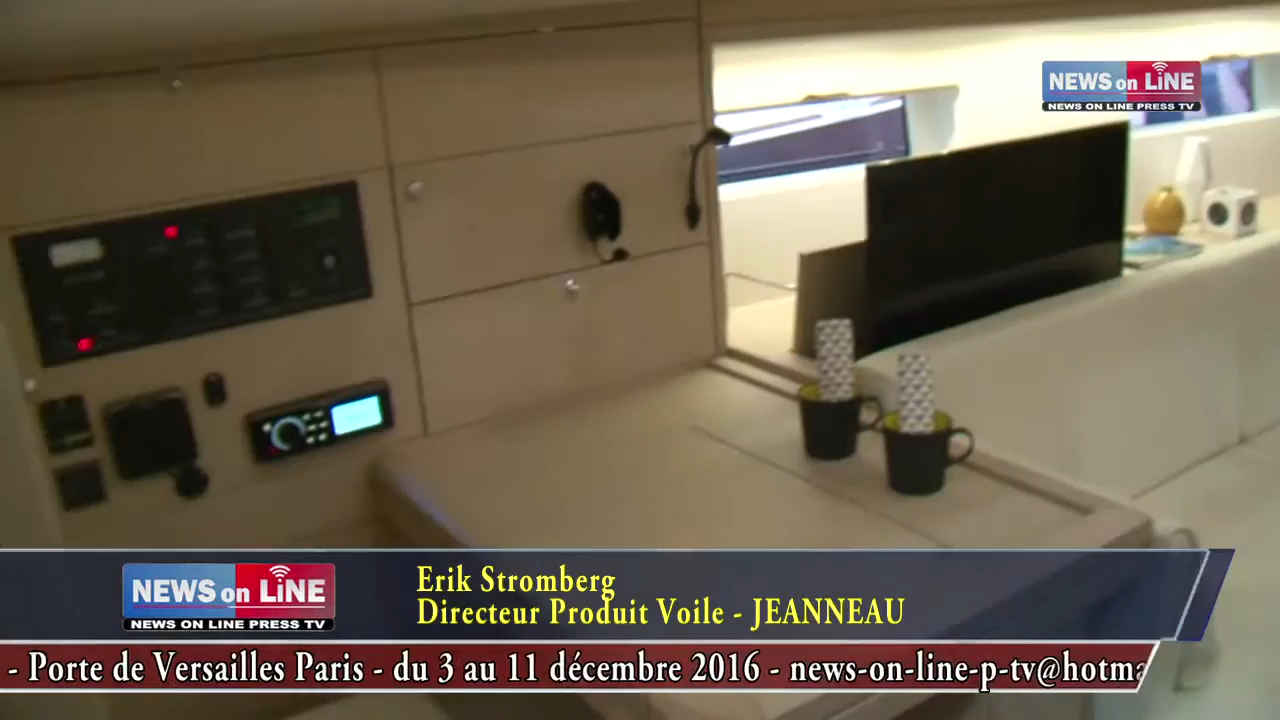 NEWS on LiNE
NEWS ON LINE PRESS TV
NEWS on LiNE
NEWS ON LINE PRESS TV
Erik Stromberg
Directeur Produit Voile - JEANNEAU
- Porte de Versailles Paris - du 3 au 11 décembre 2016 - news-on-line-p-tv@hotma